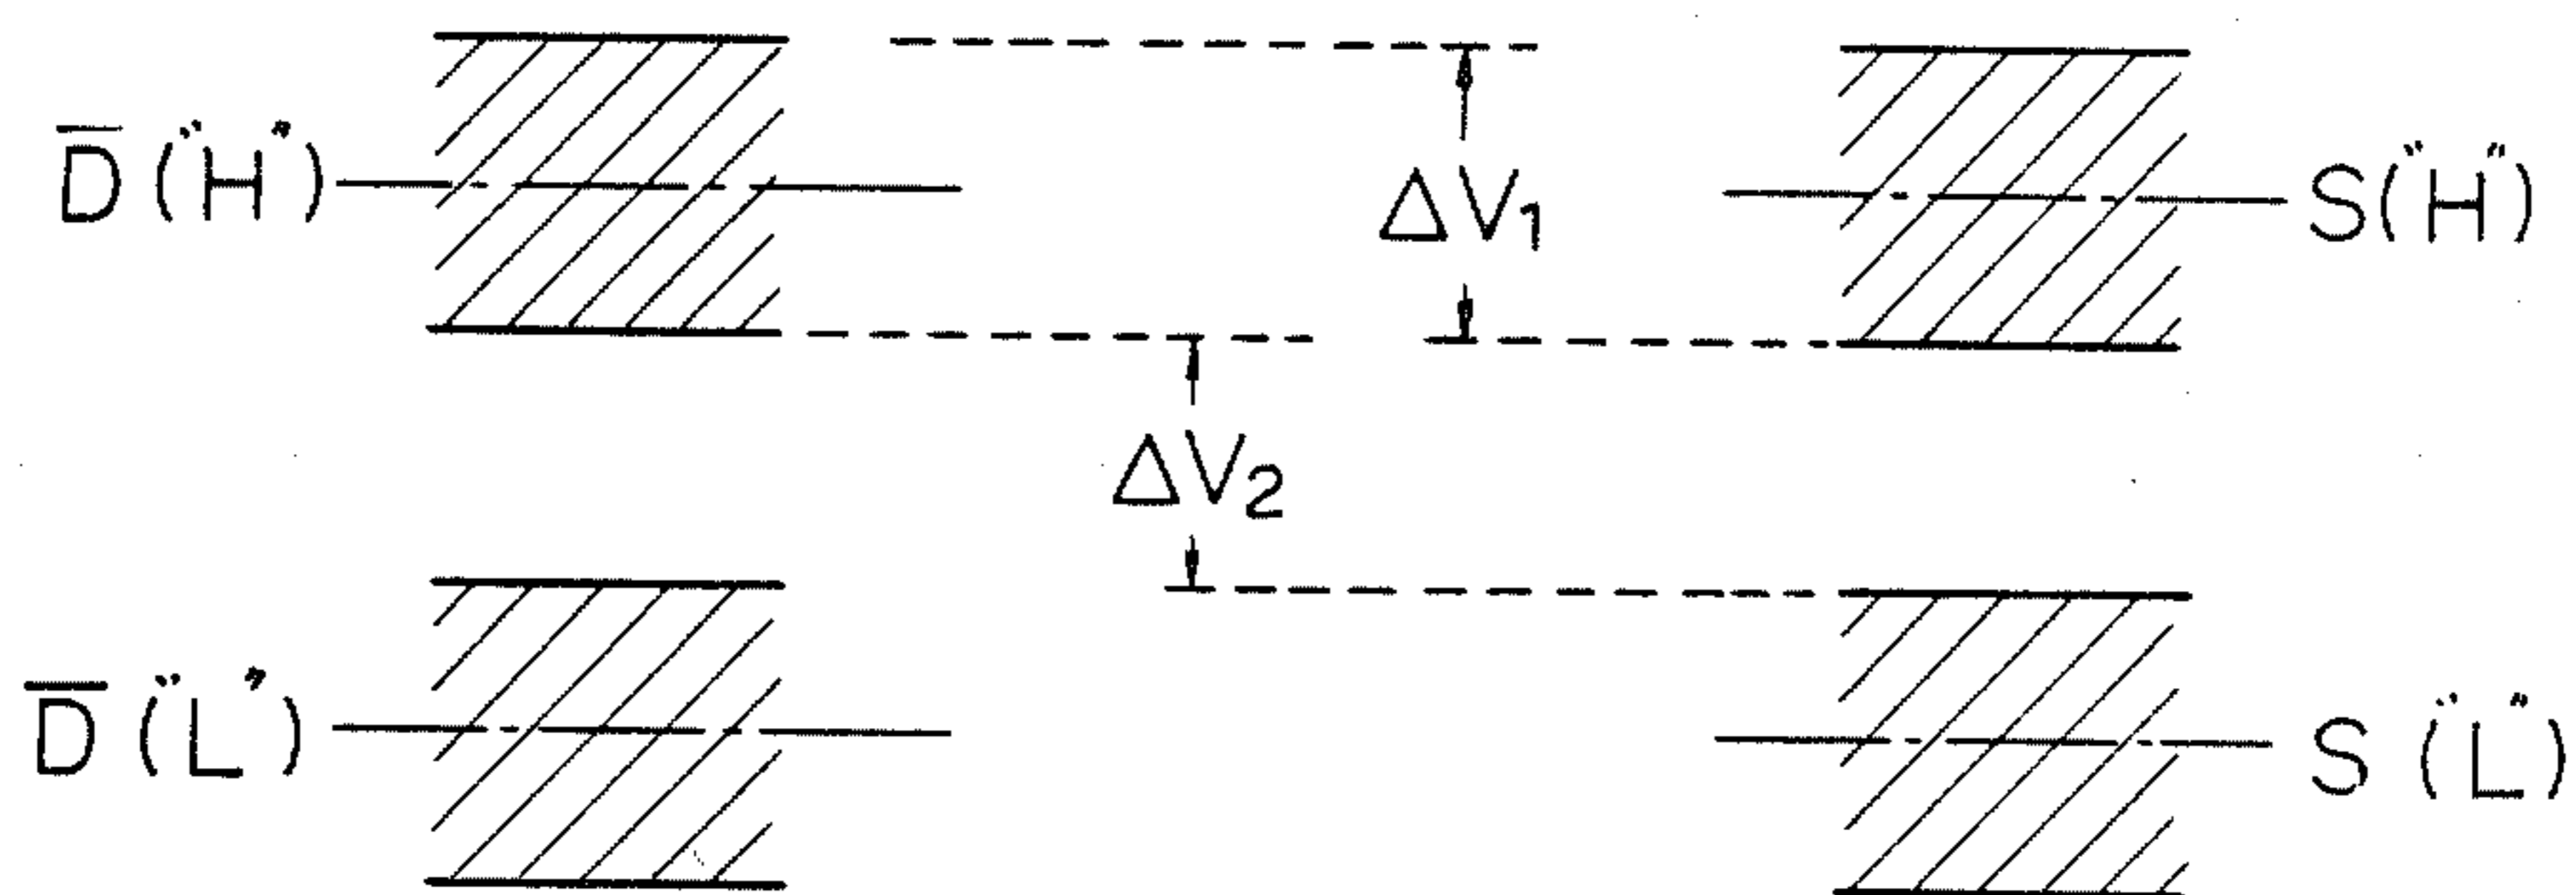 D̅ ("H")
ΔV₁
S("H")
ΔV₂
D̅ ("L")
S ("L")